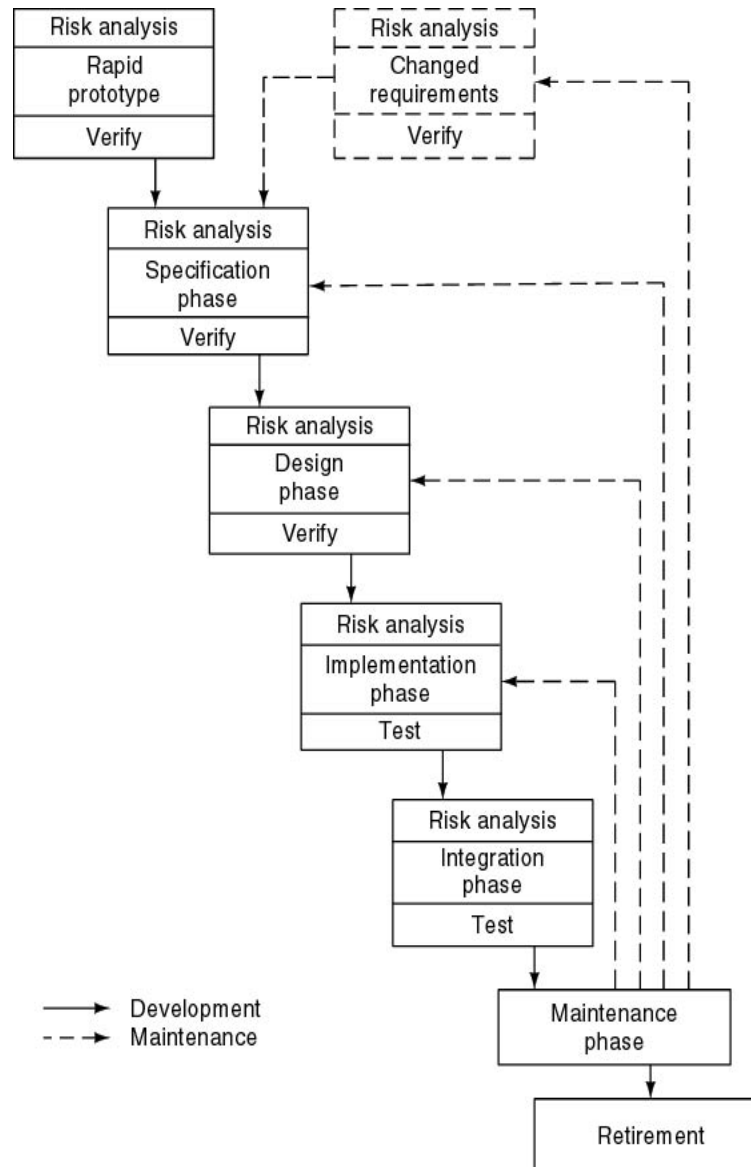 Risk analysis
Rapid
prototype
Verify
Risk analysis
Changed
requirements
Verify
Risk analysis
Specification
phase
Verify
Risk analysis
Design
phase
Verify
Risk analysis
Implementation
phase
Test
Risk analysis
Integration
phase
Test
Development
Maintenance
Maintenance
phase
Retirement